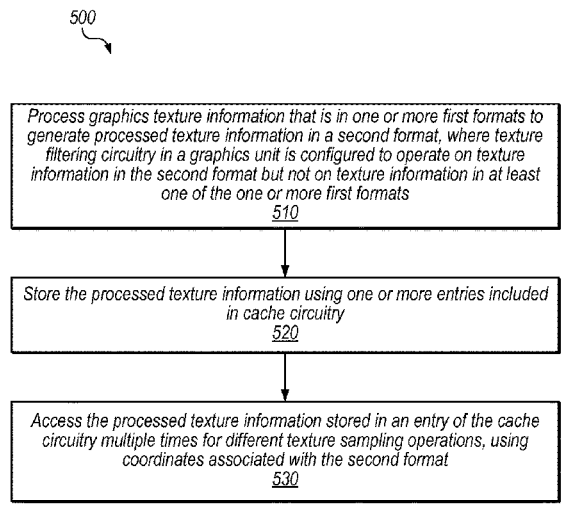 500
Process graphics texture information that is in one or more first formats to
generate processed texture information in a second format, where texture
filtering circuitry in a graphics unit is configured to operate on texture
information in the second format but not on texture information in at least
one of the one or more first formats
510
Store the processed texture information using one or more entries included
in cache circuitry
520
Access the processed texture information stored in an entry of the cache
circuitry multiple times for different texture sampling operations, using
coordinates associated with the second format
530